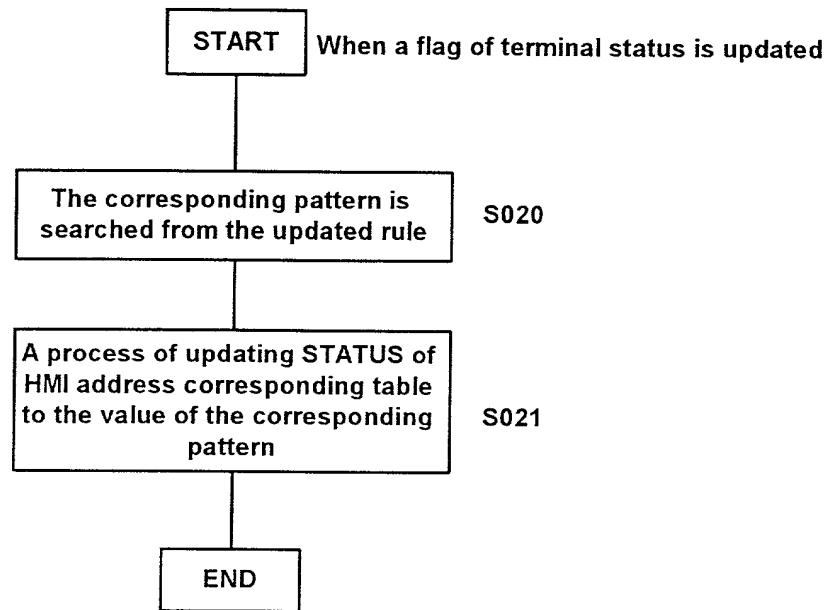 START
When a flag of terminal status is updated
The corresponding pattern is
searched from the updated rule
S020
A process of updating STATUS of
HMI address corresponding table
to the value of the corresponding
pattern
S021
END